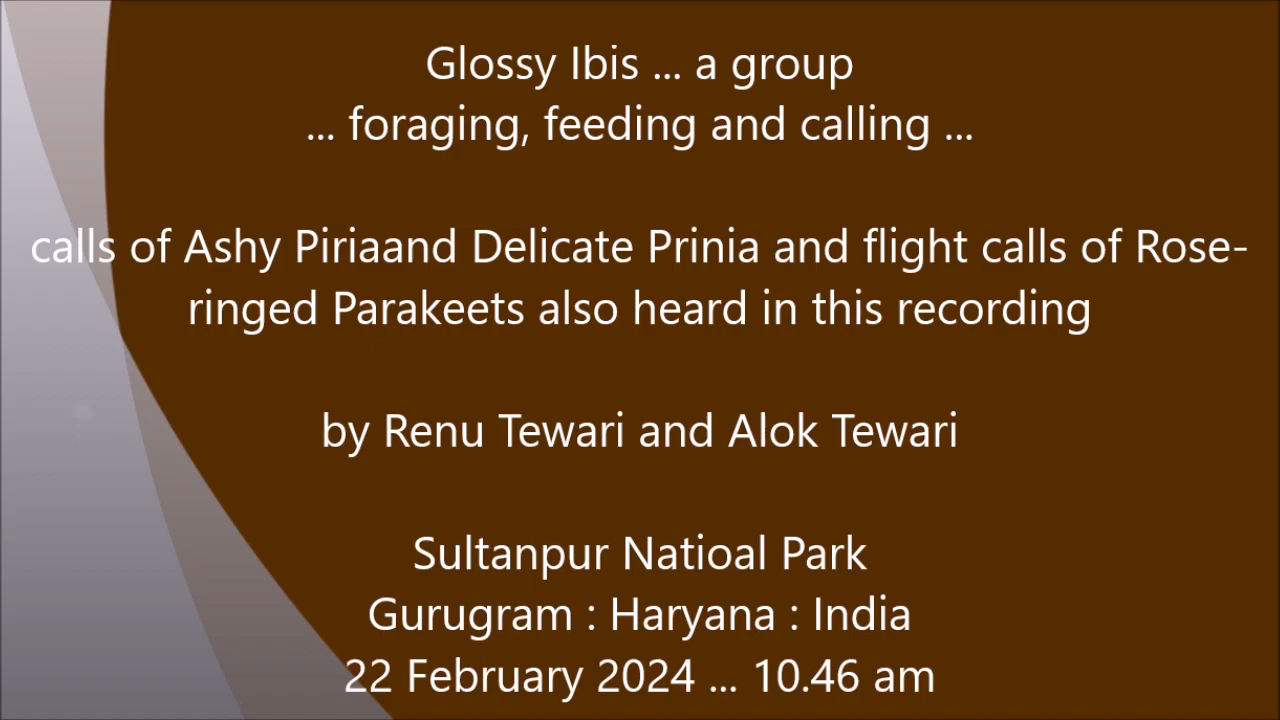 Glossy Ibis ... a group
... foraging, feeding and calling ...
calls of Ashy Piriaand Delicate Prinia and flight calls of Rose-
ringed Parakeets also heard in this recording
by Renu Tewari and Alok Tewari
Sultanpur Natioal Park
Gurugram : Haryana : India
22 February 2024 ... 10.46 am